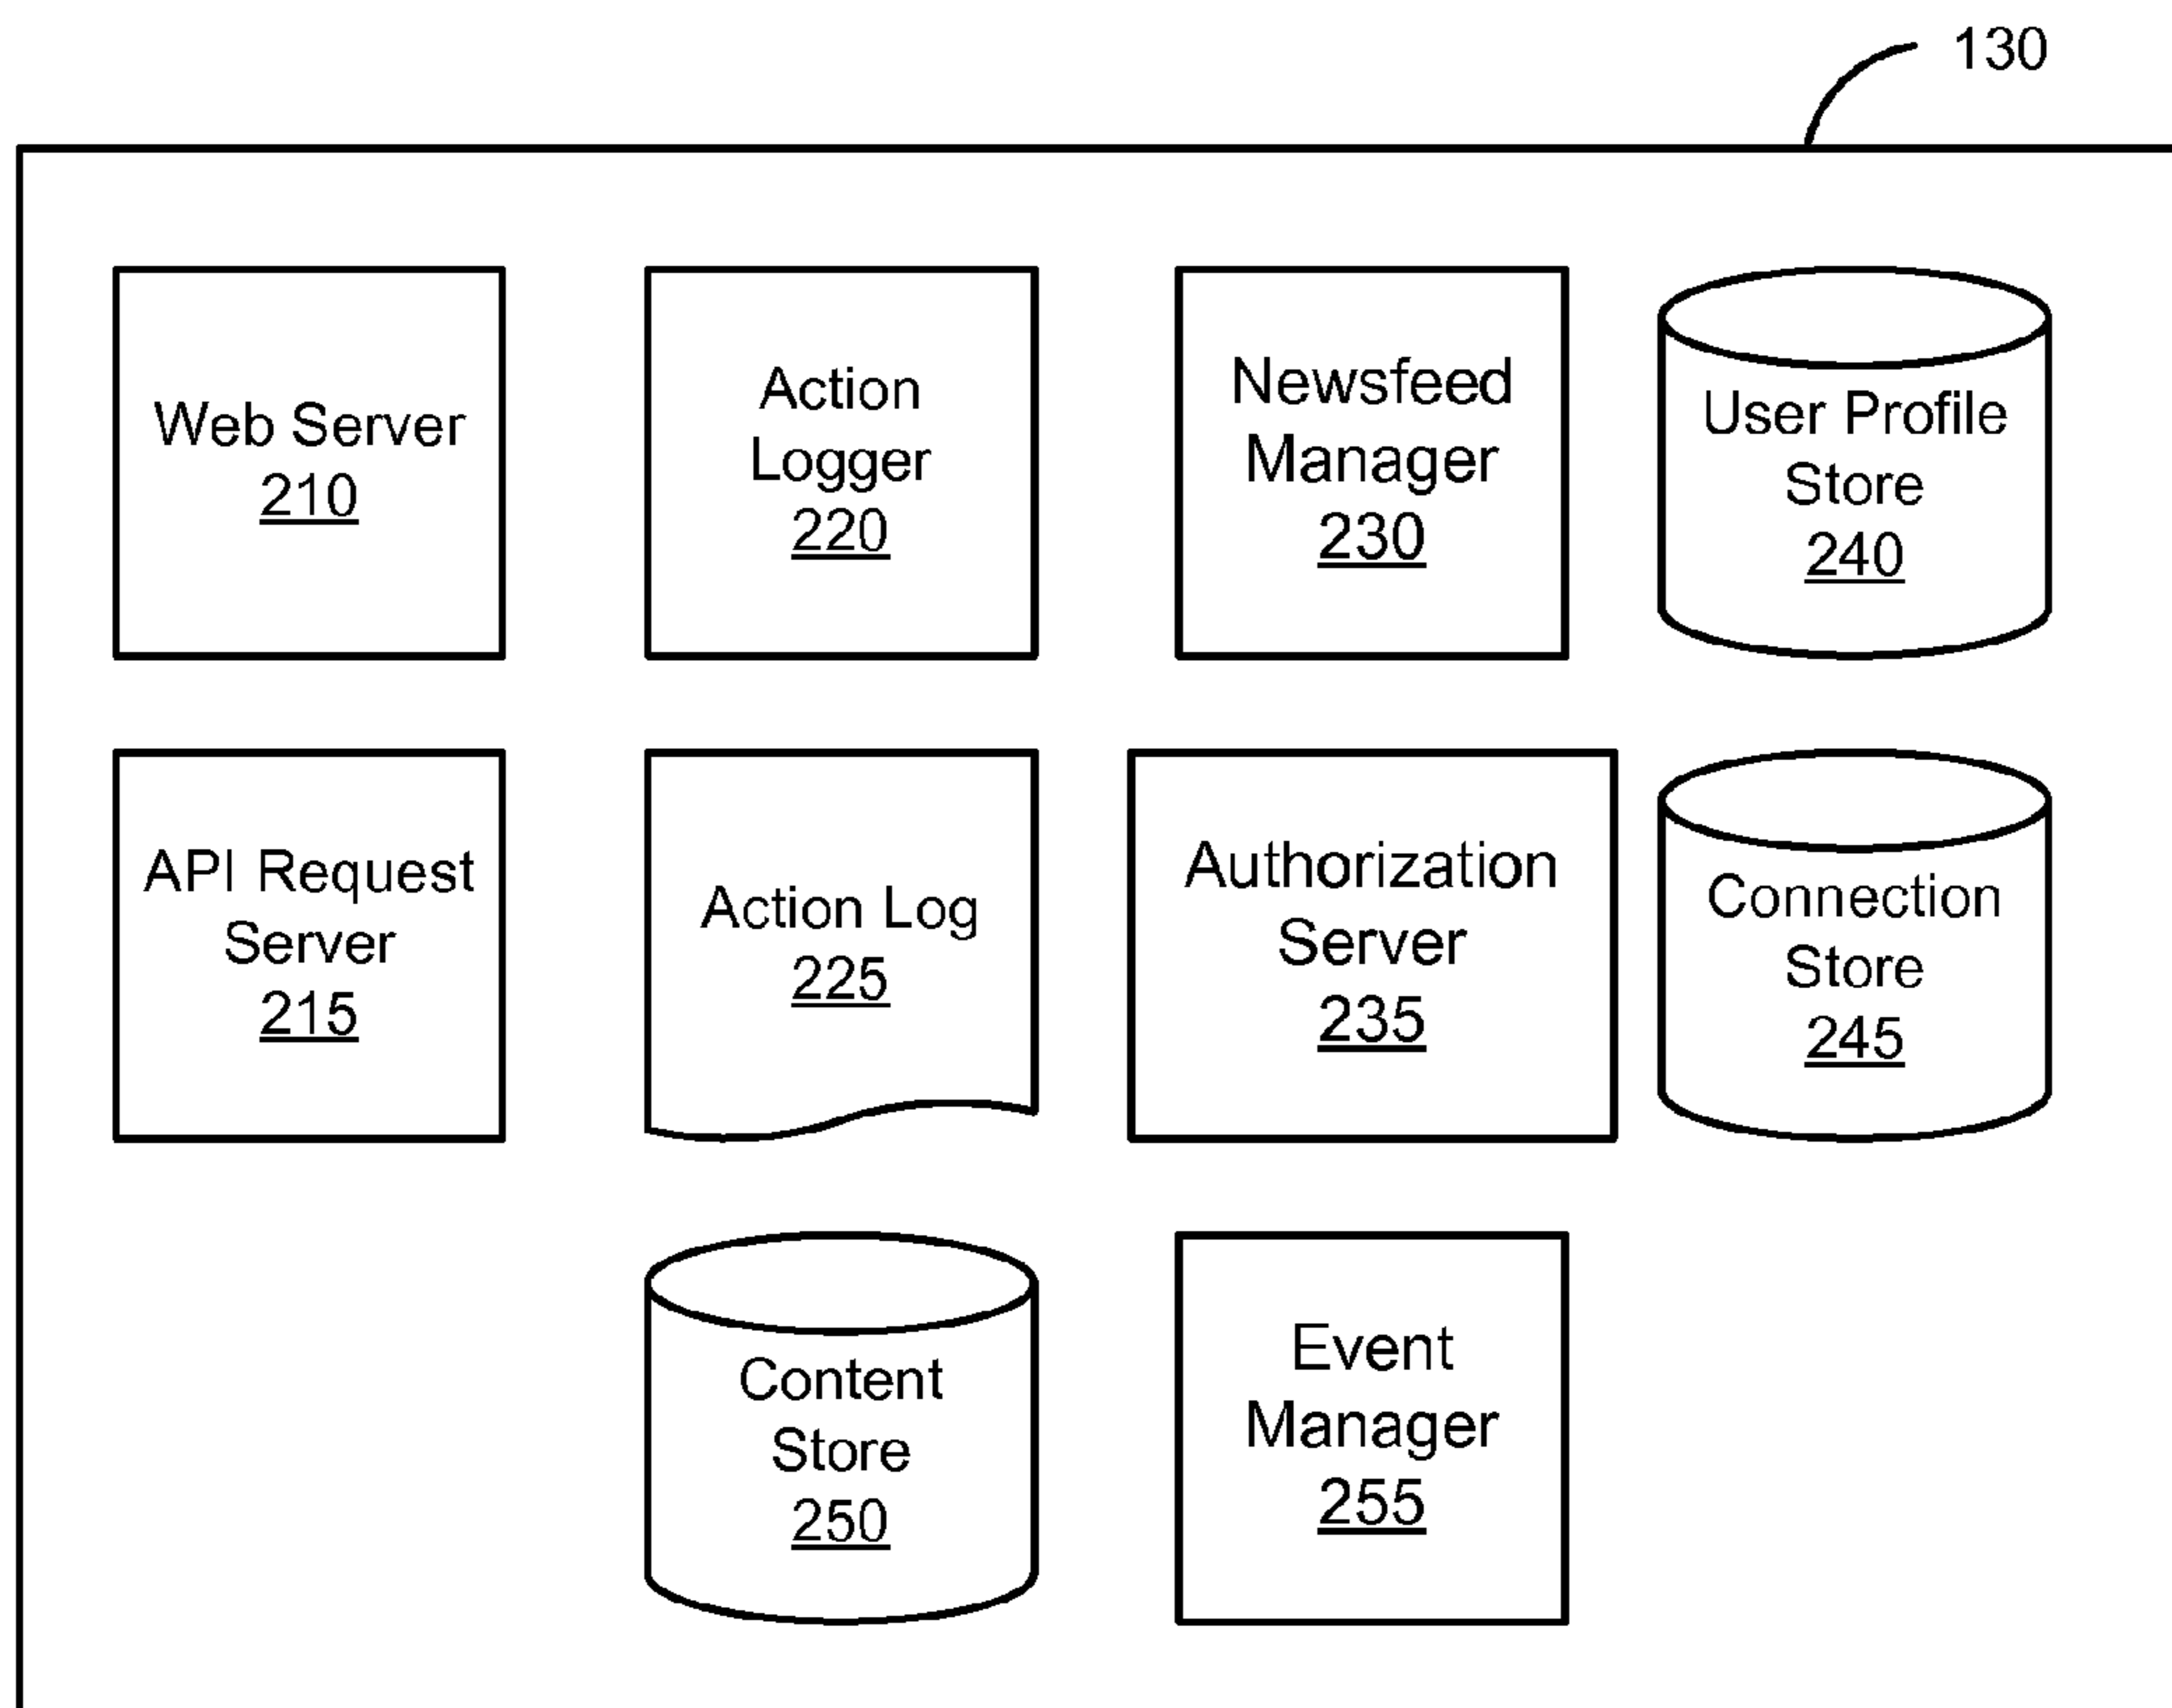 130
Web Server
210
Action
Logger
220
Newsfeed
Manager
230
User Profile
Store
240
API Request
Server
215
Action Log
225
Authorization
Server
235
Connection
Store
245
Content
Store
250
Event
Manager
255